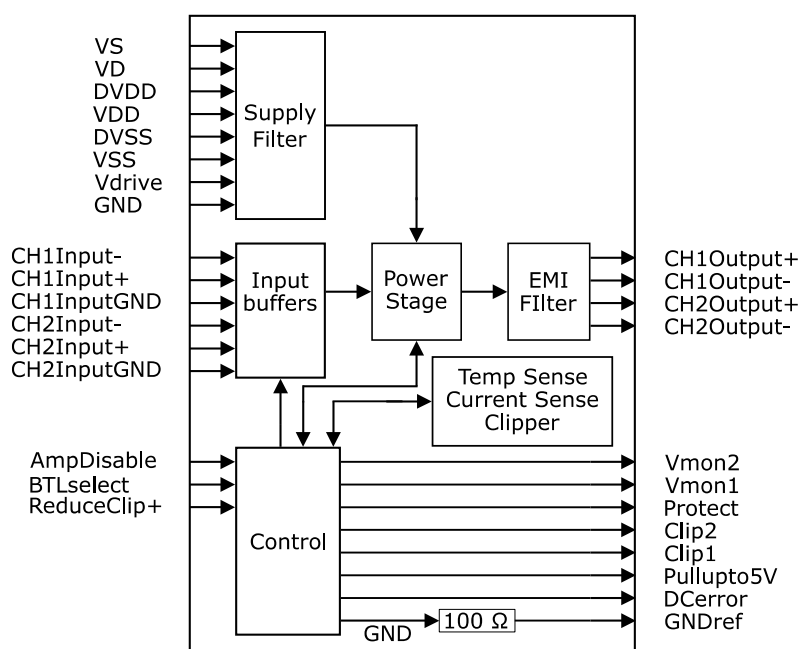 VS
VD
DVDD
VDD
DVSS
VSS
Vdrive
GND
Supply
Filter
CH1Input-
CH1Input+
CH1InputGND
CH2Input-
CH2Input+
CH2InputGND
Input
buffers
Power
Stage
EMI
FIlter
CH1Output+
CH1Output-
CH2Output+
CH2Output-
Temp Sense
Current Sense
Clipper
AmpDisable
BTLselect
ReduceClip+
Control
Vmon2
Vmon1
Protect
Clip2
Clip1
Pullupto5V
DCerror
GNDref
GND
100 Ω